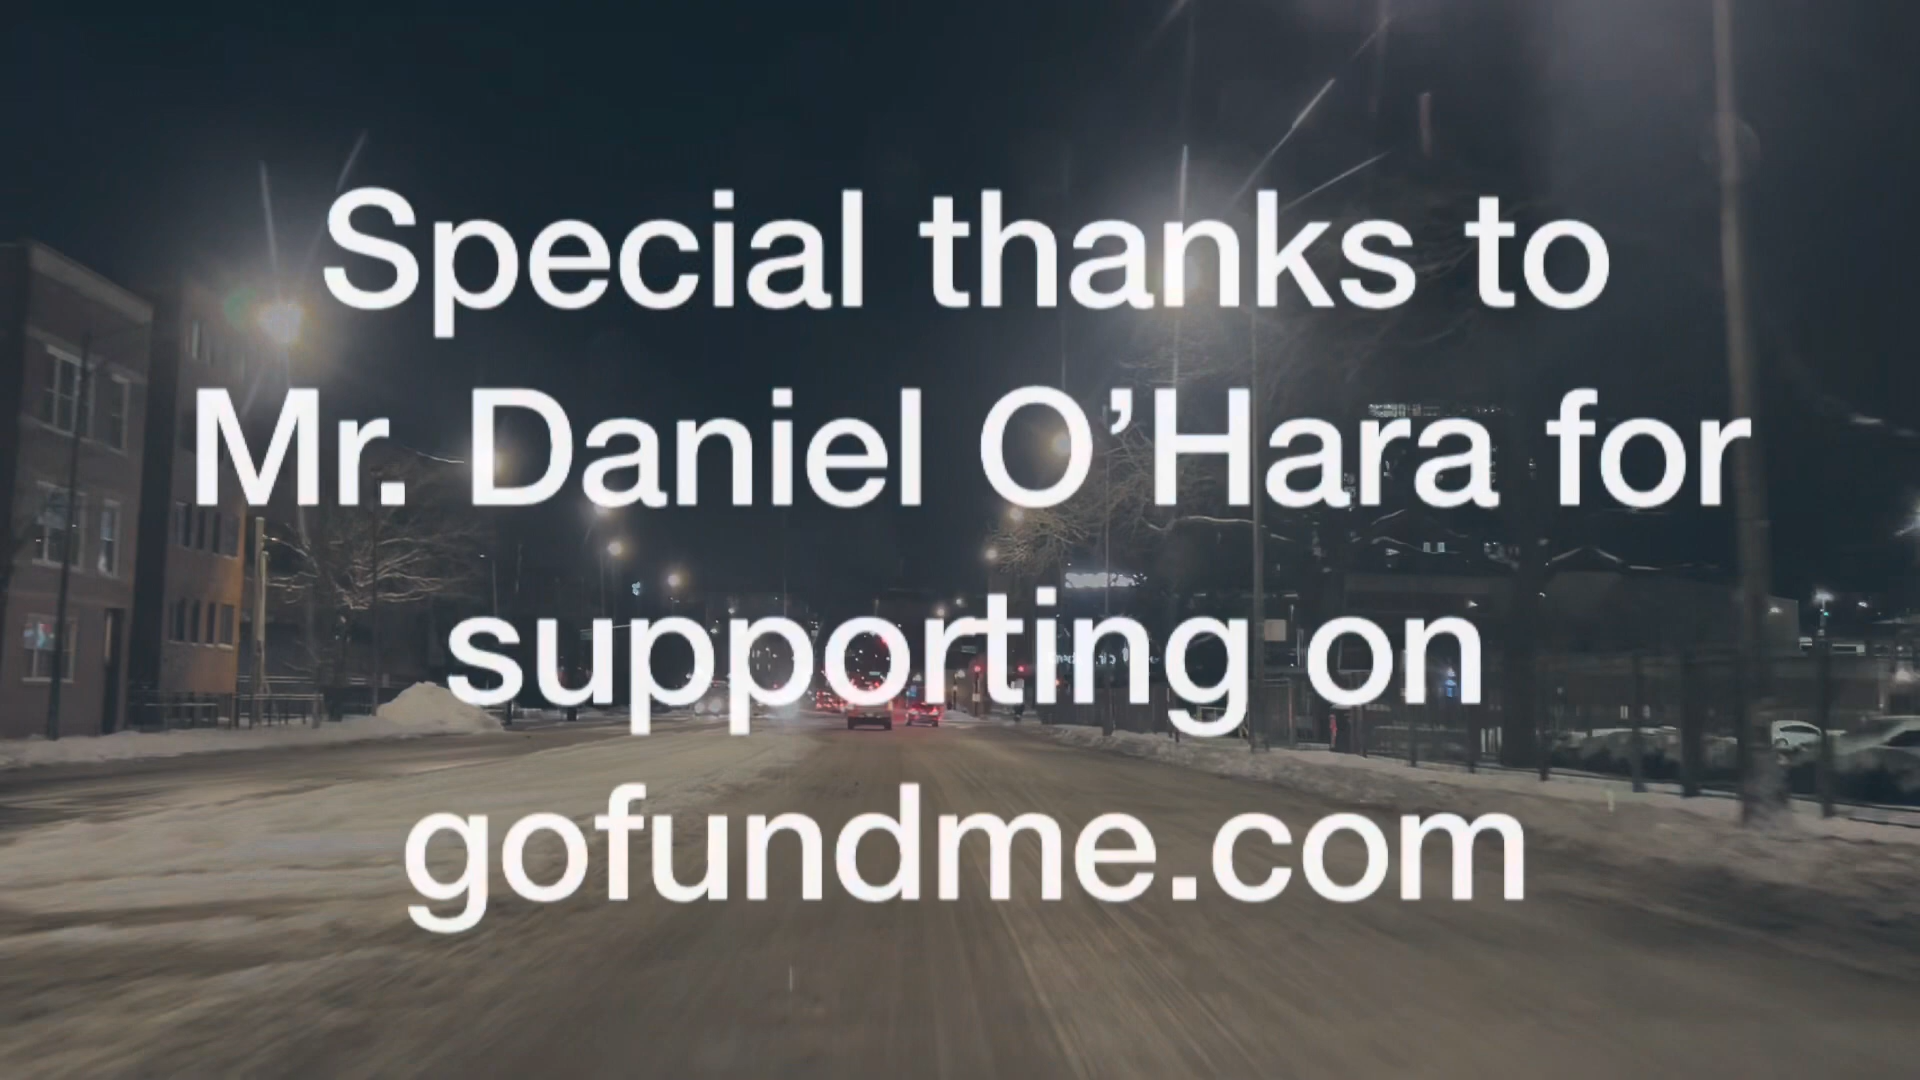 Special thanks to
Mr. Daniel O’Hara for
supporting on
gofundme.com